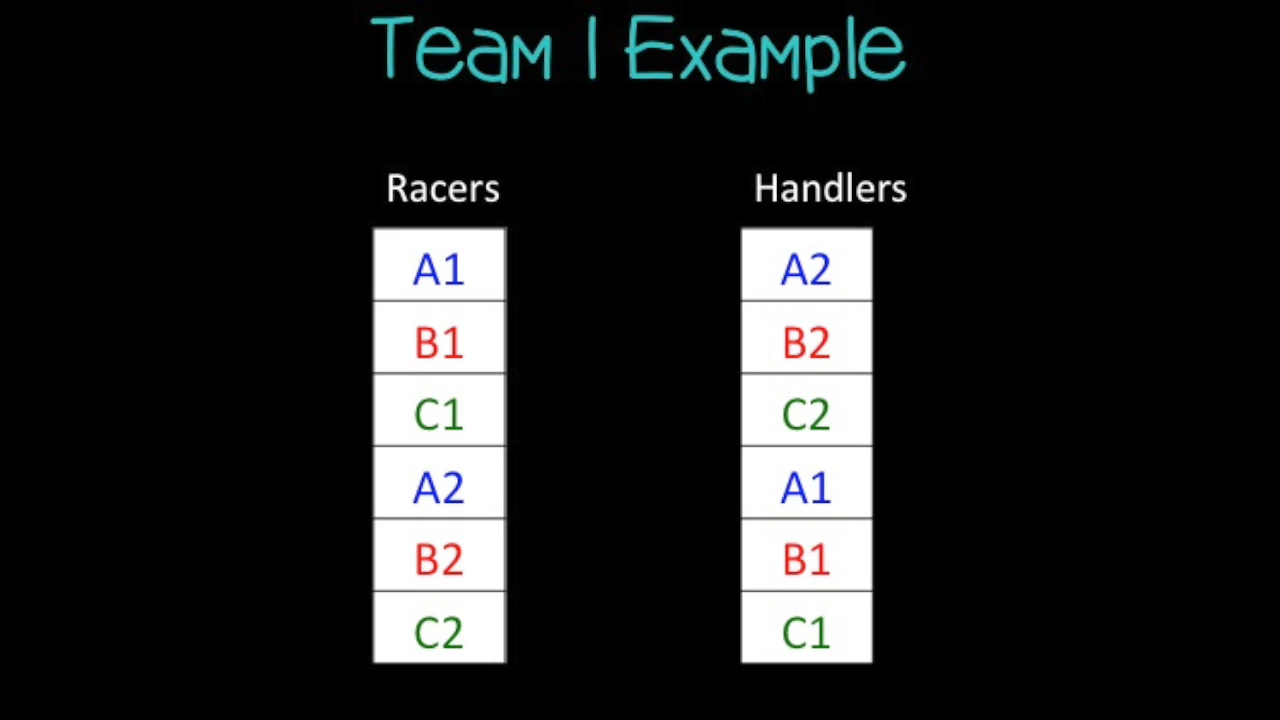 Team 1 Example
Racers Handlers
A1 A2
B1 B2
C1 C2
A2 A1
B2 B1
C2 C1